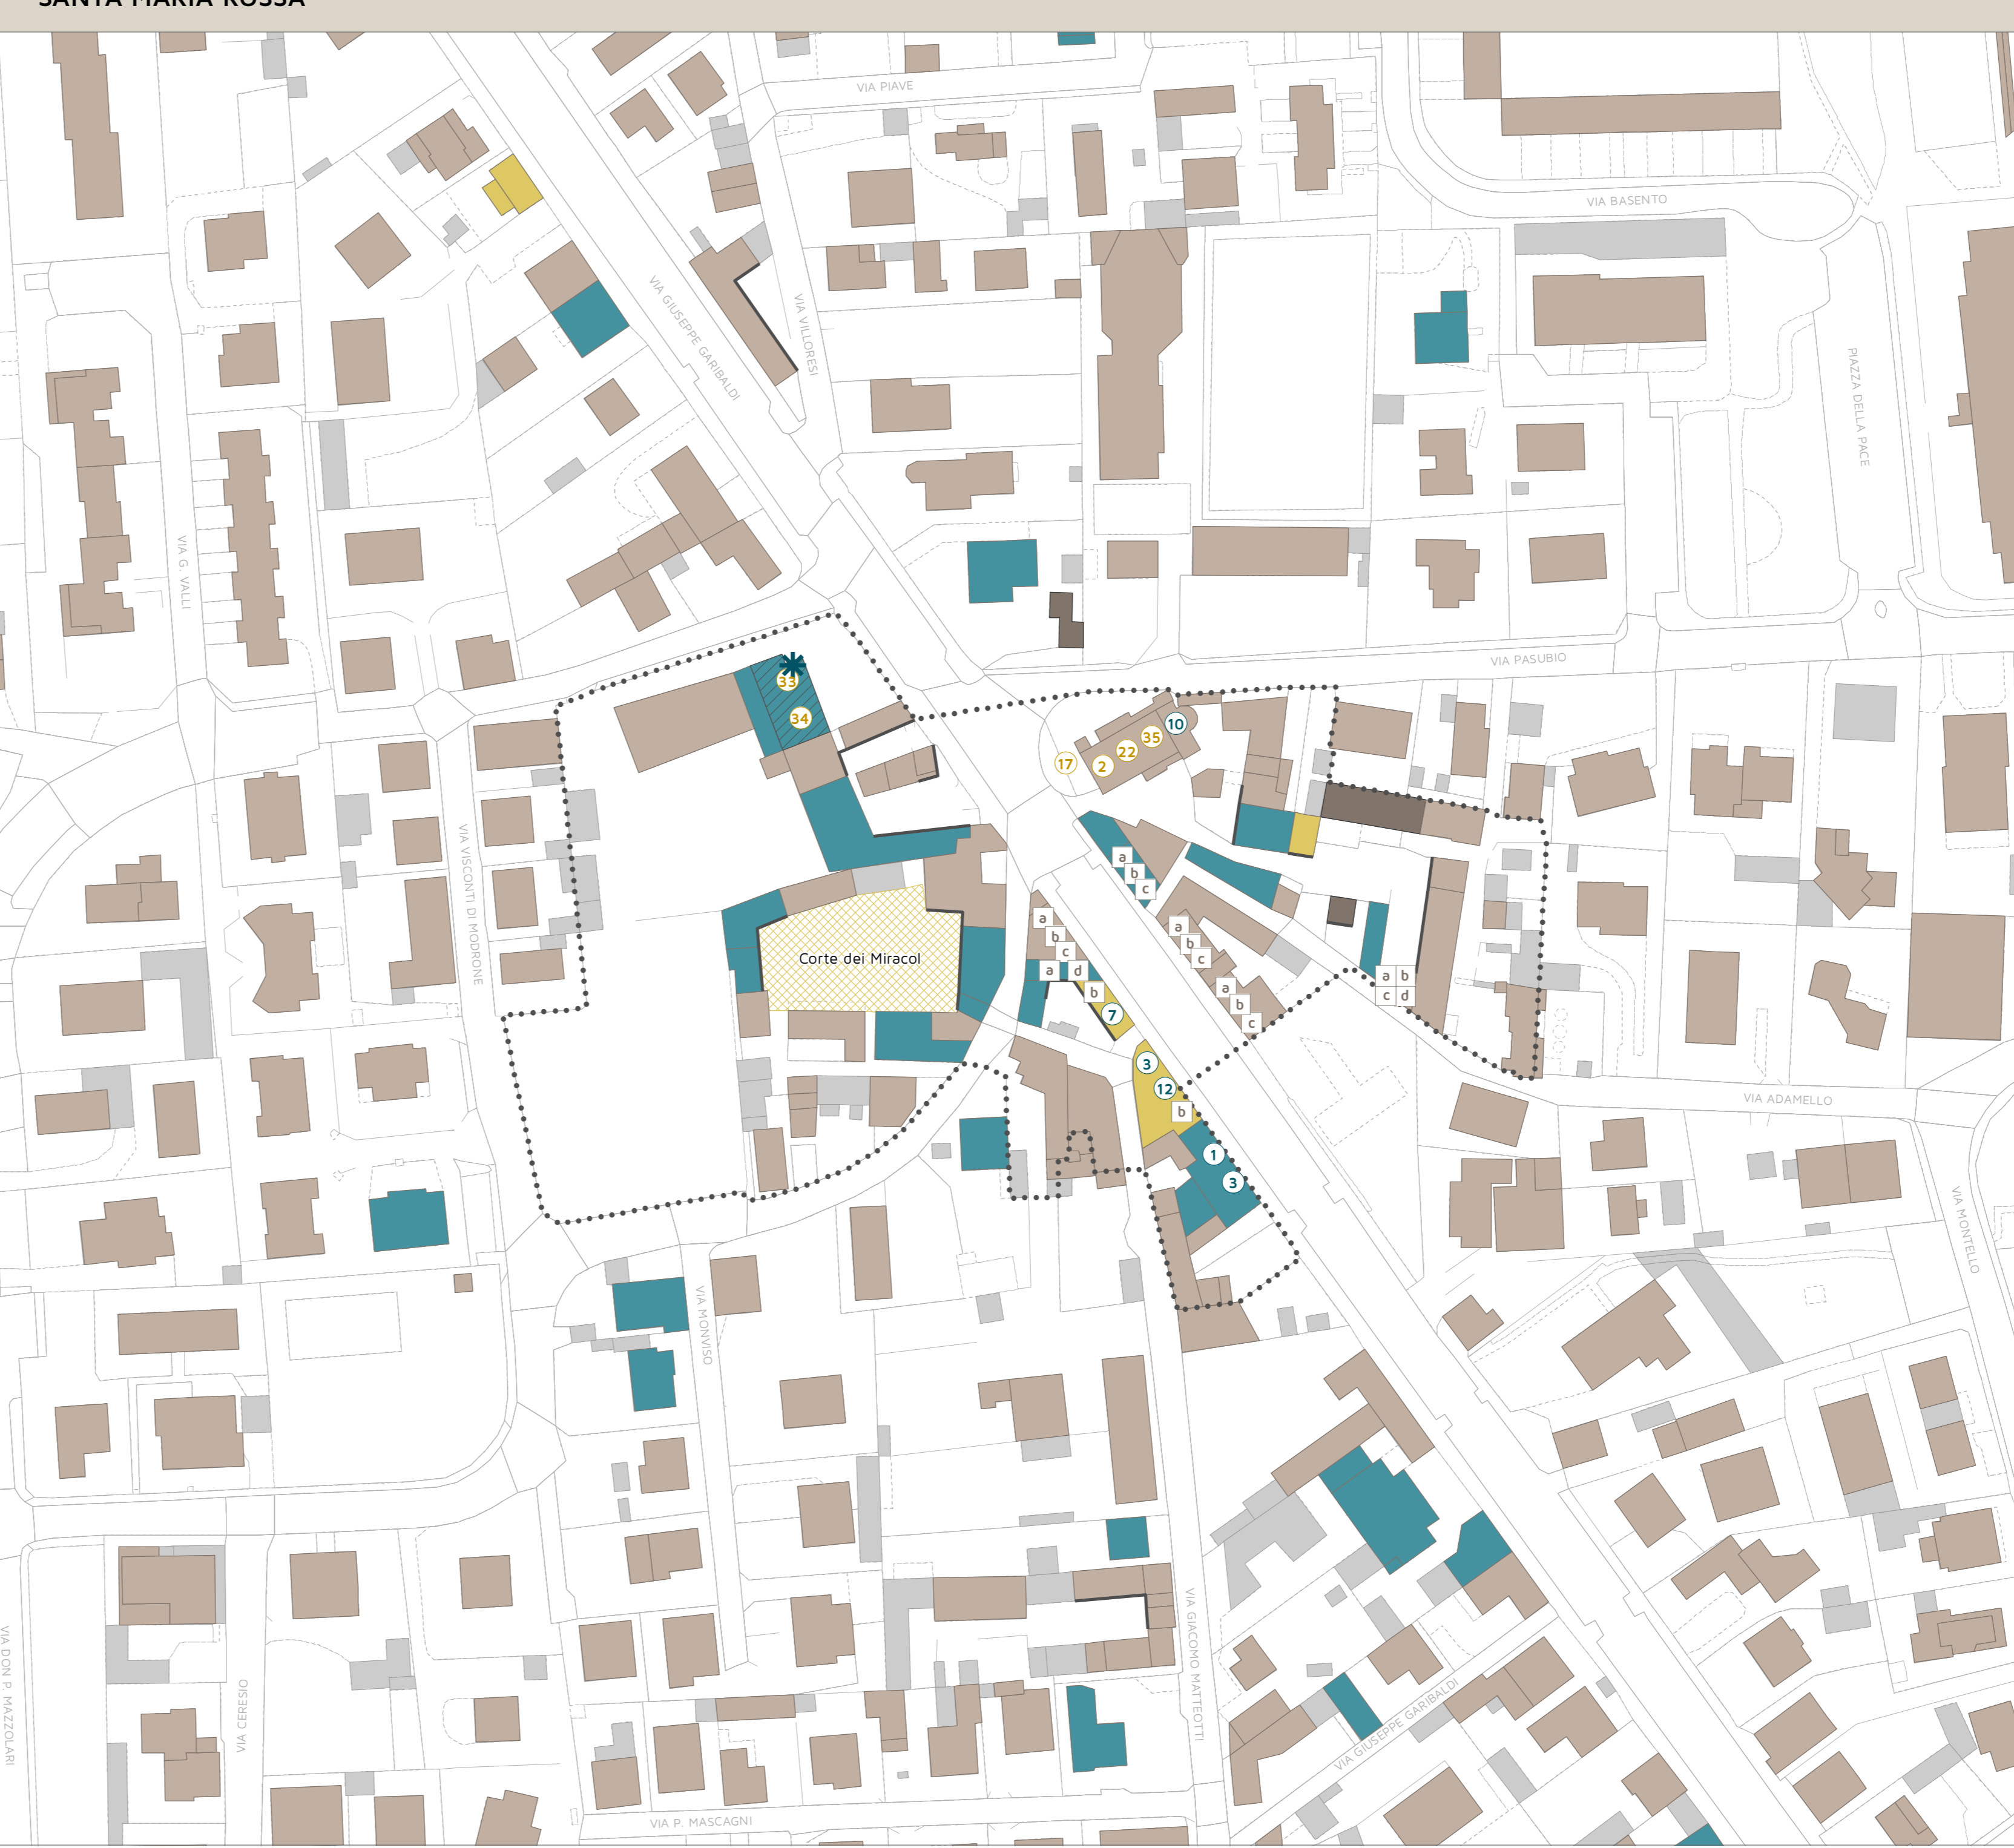 SANTA MARIA ROSSA
VIA PIAVE
VIA BASENTO
VIA GIUSEPPE GARIBALDI
VIA VILLORESI
PIAZZA DELLA PACE
VIA G. VALLI
VIA PASUBIO
33
34
10
35
22
2
17
VIA VISCONTI DI MODRONE
a
b
c
a
b
c
a
b
c
Corte dei Miracol
a d
b
7
a b
c d
a
b
c
3
12
b
1
3
VIA ADAMELLO
VIA MONTELLO
VIA MONVISO
VIA GIACOMO MATTEOTTI
VIA DON P. MAZZOLARI
VIA CERESIO
VIA GIUSEPPE GARIBALDI
VIA P. MASCAGNI